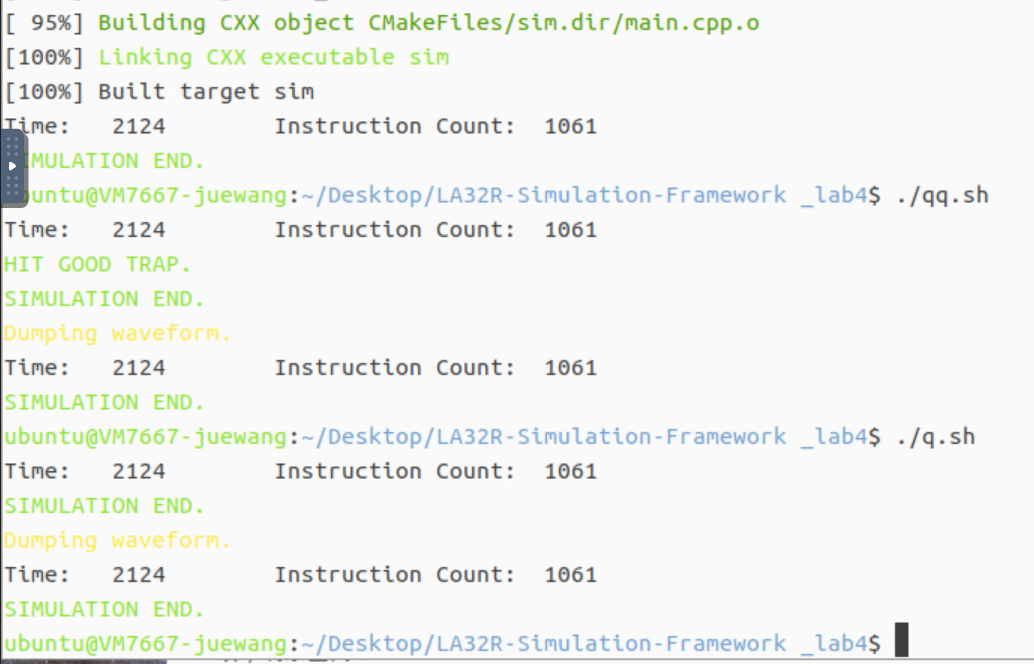 [ 95%] Building CXX object CMakeFiles/sim.dir/main.cpp.o
[100%] Linking CXX executable sim
[100%] Built target sim
Time:   2124        Instruction Count:  1061
IMULATION END.
buntu@VM7667-juewang:~/Desktop/LA32R-Simulation-Framework _lab4$ ./qq.sh
Time:   2124        Instruction Count:  1061
HIT GOOD TRAP.
SIMULATION END.
Dumping waveform.
Time:   2124        Instruction Count:  1061
SIMULATION END.
ubuntu@VM7667-juewang:~/Desktop/LA32R-Simulation-Framework _lab4$ ./q.sh
Time:   2124        Instruction Count:  1061
SIMULATION END.
Dumping waveform.
Time:   2124        Instruction Count:  1061
SIMULATION END.
ubuntu@VM7667-juewang:~/Desktop/LA32R-Simulation-Framework _lab4$